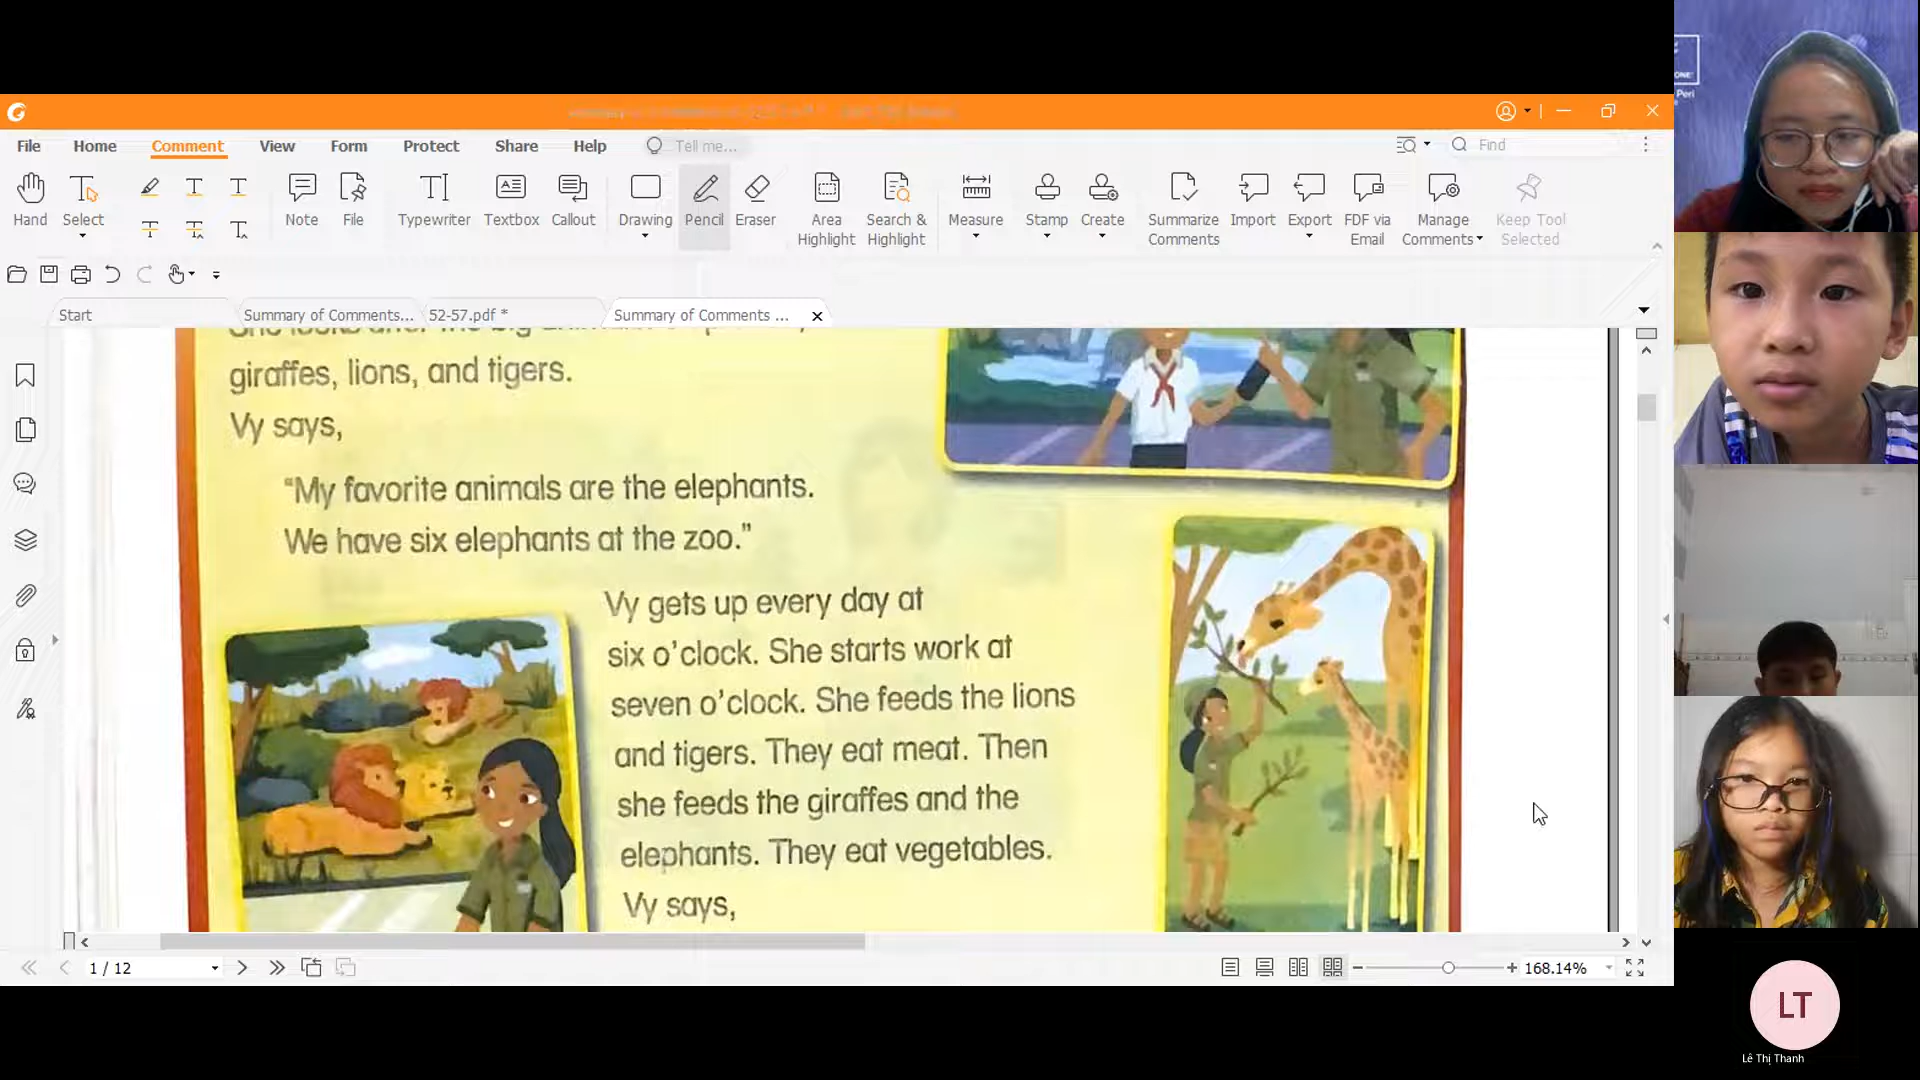 File Home Comment View Form Protect Share Help Tell me... Find
Hand Select Note File Typewriter Textbox Callout Drawing Pencil Eraser Area Highlight Search & Highlight Measure Stamp Create Summarize Comments Import Export FDF via Email Manage Comments Keep Tool Selected
Start Summary of Comments... 52-57.pdf * Summary of Comments ...
giraffes, lions, and tigers.
Vy says,
"My favorite animals are the elephants.
We have six elephants at the zoo."
Vy gets up every day at
six o'clock. She starts work at
seven o'clock. She feeds the lions
and tigers. They eat meat. Then
she feeds the giraffes and the
elephants. They eat vegetables.
Vy says,
1 / 12 168.14%
Peri
LT
Lê Thị Thanh